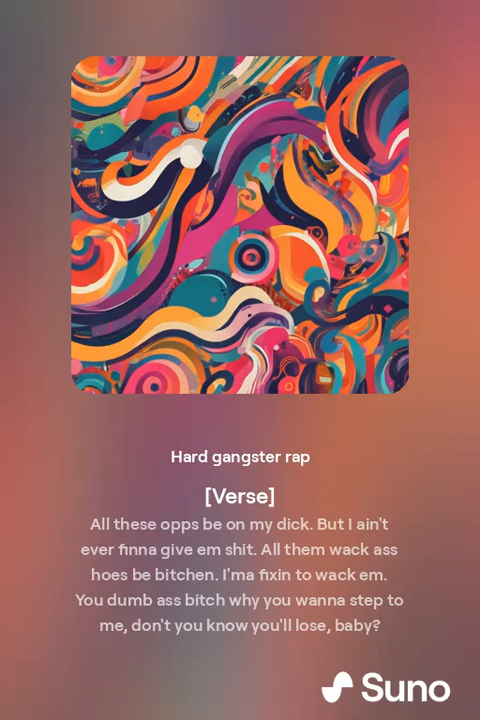 Hard gangster rap
[Verse]
All these opps be on my dick. But I ain't
ever finna give em shit. All them wack ass
hoes be bitchen. I'ma fixin to wack em.
You dumb ass bitch why you wanna step to
me, don't you know you'll lose, baby?
Suno